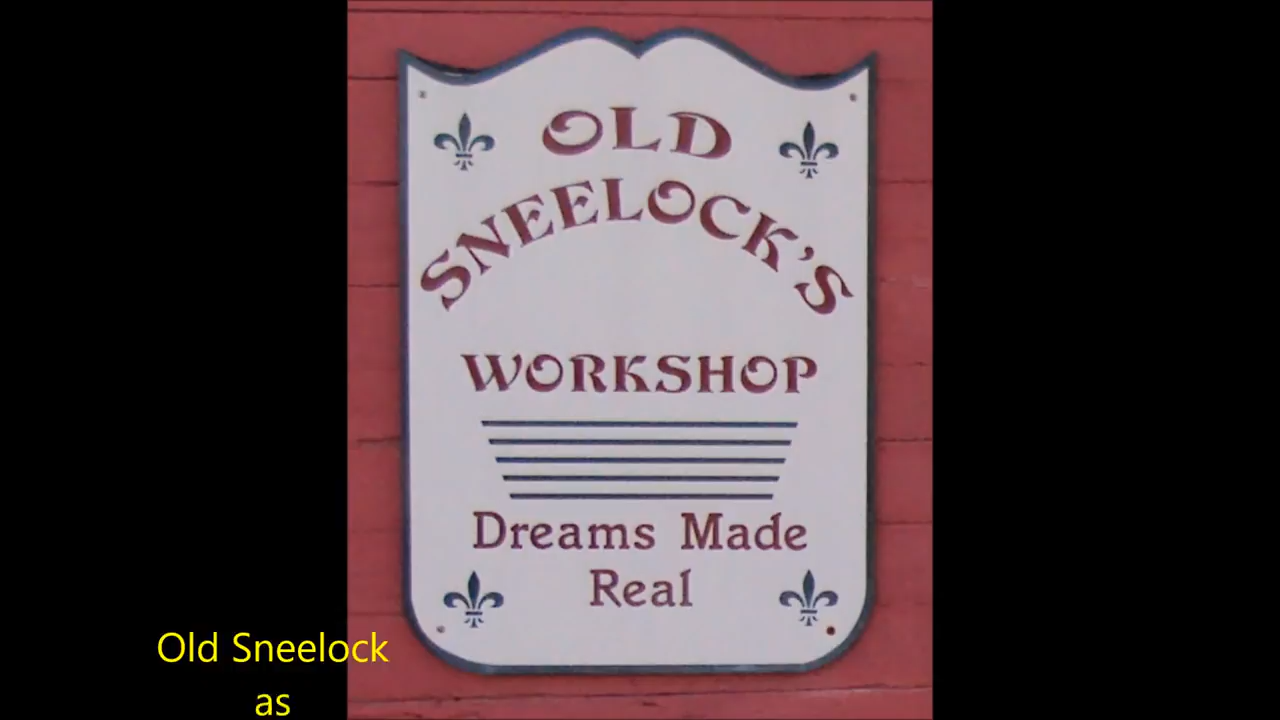 OLD
SNEELOCK'S
WORKSHOP
Dreams Made
Real
Old Sneelock
as